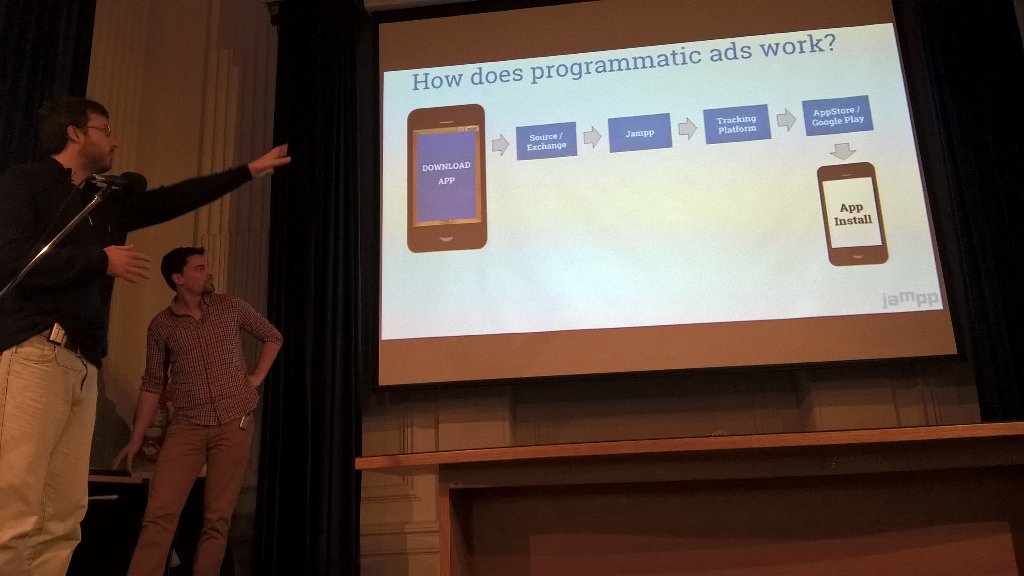 How does programmatic ads work?
DOWNLOAD
APP
Source /
Exchange
Jampp
Tracking
Platform
AppStore /
Google Play
App
Install
jampp